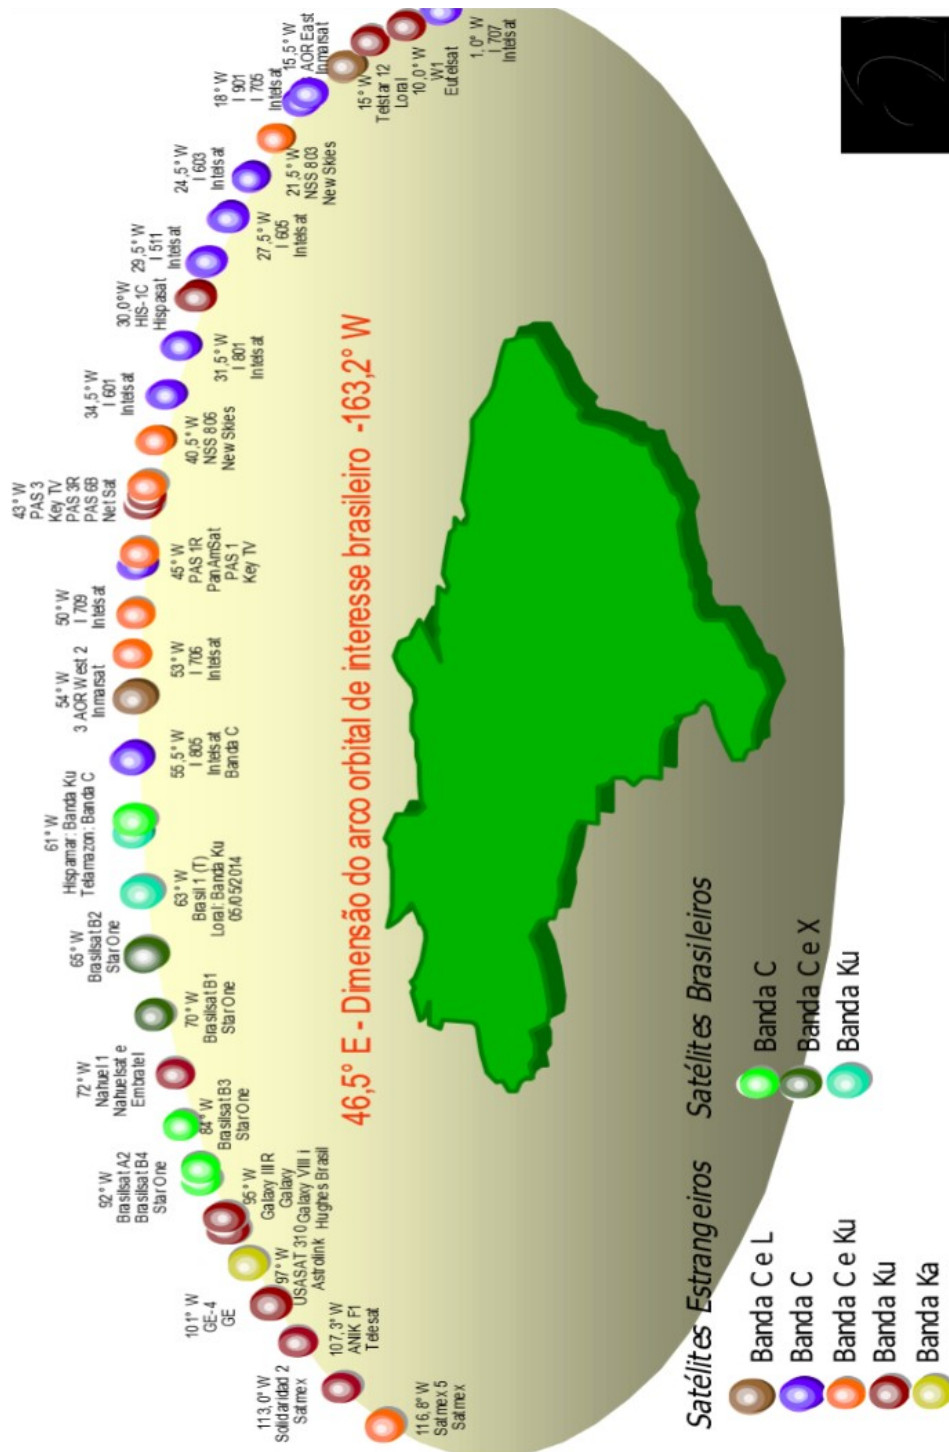 116,8° W
Satmex 5
Satmex
113,0° W
Solidaridad 2
Satmex
107,3° W
ANIK F1
Telesat
101° W
GE-4
GE
97° W
USASAT 310
Astrolink
95° W
Galaxy III R
Galaxy
Galaxy VIII i
Hughes Brasil
92° W
Brasilsat A2
Brasilsat B4
Star One
84° W
Brasilsat B3
Star One
72° W
Nahuel 1
Nahuelsat e
Embratel
70° W
Brasilsat B1
Star One
65° W
Brasilsat B2
Star One
63° W
Brasil 1 (T)
Loral: Banda Ku
05/05/2014
61° W
Hispamar: Banda Ku
Telamazon: Banda C
55,5° W
I 805
Intelsat
Banda C
54° W
3 AOR West 2
Inmarsat
53° W
I 706
Intelsat
50° W
I 709
Intelsat
45° W
PAS 1R
PanAmSat
PAS 1
Key TV
43° W
PAS 3
Key TV
PAS 3R
PAS 6B
Net Sat
40,5° W
NSS 806
New Skies
34,5° W
I 601
Intelsat
31,5° W
I 801
Intelsat
30,0°W
HIS-1C
Hispasat
29,5° W
I 511
Intelsat
27,5° W
I 605
Intelsat
24,5° W
I 603
Intelsat
21,5° W
NSS 803
New Skies
18° W
I 901
I 705
Intelsat
15,5° W
AOR East
Inmarsat
15° W
Telstar 12
Loral
10,0° W
W1
Eutelsat
1,0° W
I 707
Intelsat
46,5° E - Dimensão do arco orbital de interesse brasileiro -163,2° W
Satélites Estrangeiros
Banda C e L
Banda C
Banda C e Ku
Banda Ku
Banda Ka
Satélites Brasileiros
Banda C
Banda C e X
Banda Ku